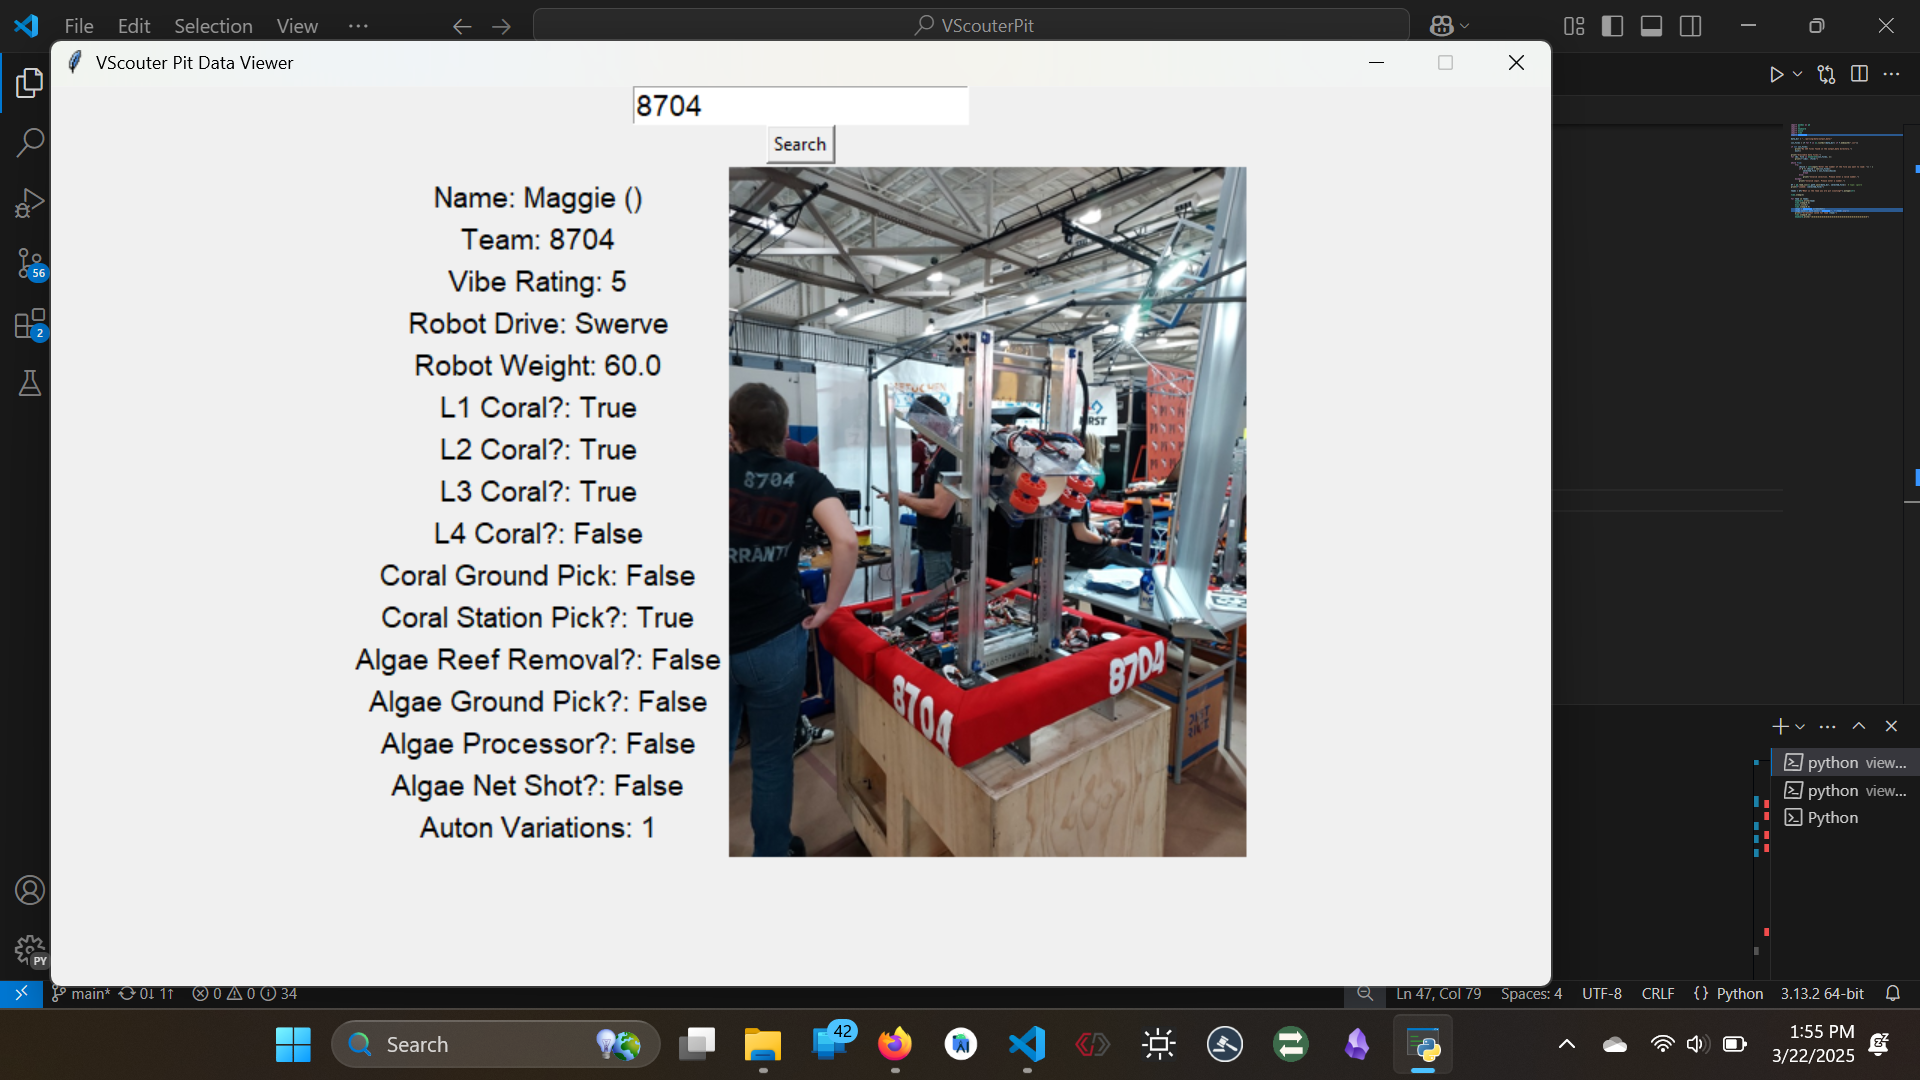 File Edit Selection View ···
VScouterPit
VScouter Pit Data Viewer
8704
Search
Name: Maggie ()
Team: 8704
Vibe Rating: 5
Robot Drive: Swerve
Robot Weight: 60.0
L1 Coral?: True
L2 Coral?: True
L3 Coral?: True
L4 Coral?: False
Coral Ground Pick: False
Coral Station Pick?: True
Algae Reef Removal?: False
Algae Ground Pick?: False
Algae Processor?: False
Algae Net Shot?: False
Auton Variations: 1
8704
FIRST
8704
8704
56
2
PY
python view...
python view...
Python
main* 0↓ 1↑ 0 0 34
Ln 47, Col 79 Spaces: 4 UTF-8 CRLF {} Python 3.13.2 64-bit
Search
42
1:55 PM
3/22/2025